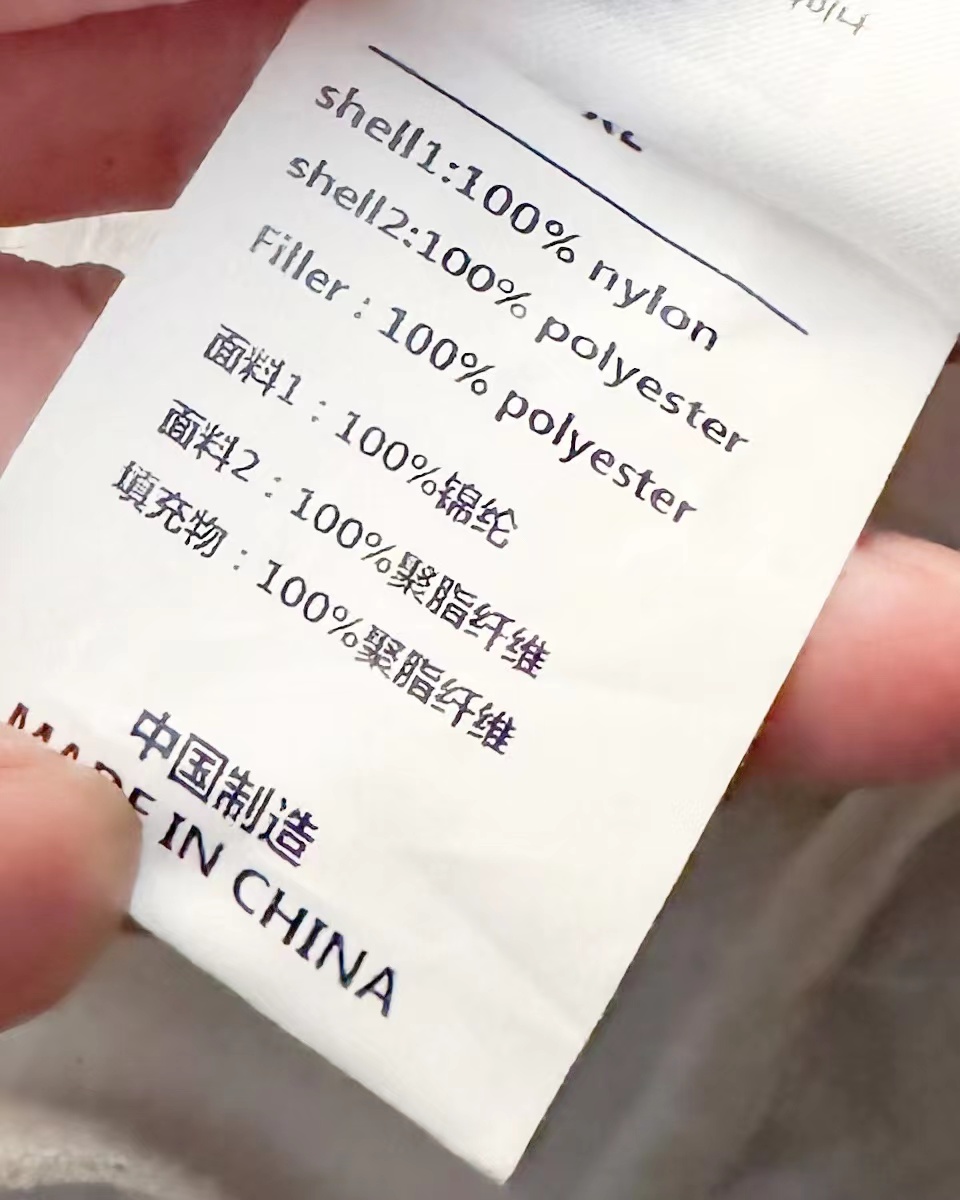 shell1:100% nylon
shell2:100% polyester
Filler : 100% polyester
面料1 : 100%锦纶
面料2 : 100%聚脂纤维
填充物 : 100%聚脂纤维
中国制造
MADE IN CHINA